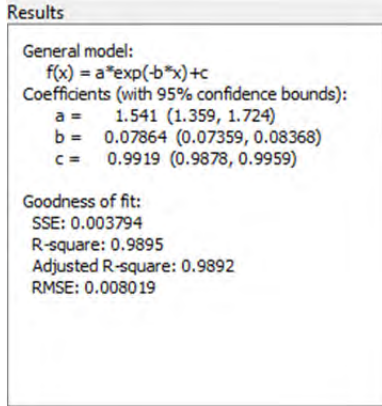 Results
General model:
f(x) = a*exp(-b*x)+c
Coefficients (with 95% confidence bounds):
a = 1.541 (1.359, 1.724)
b = 0.07864 (0.07359, 0.08368)
c = 0.9919 (0.9878, 0.9959)
Goodness of fit:
SSE: 0.003794
R-square: 0.9895
Adjusted R-square: 0.9892
RMSE: 0.008019